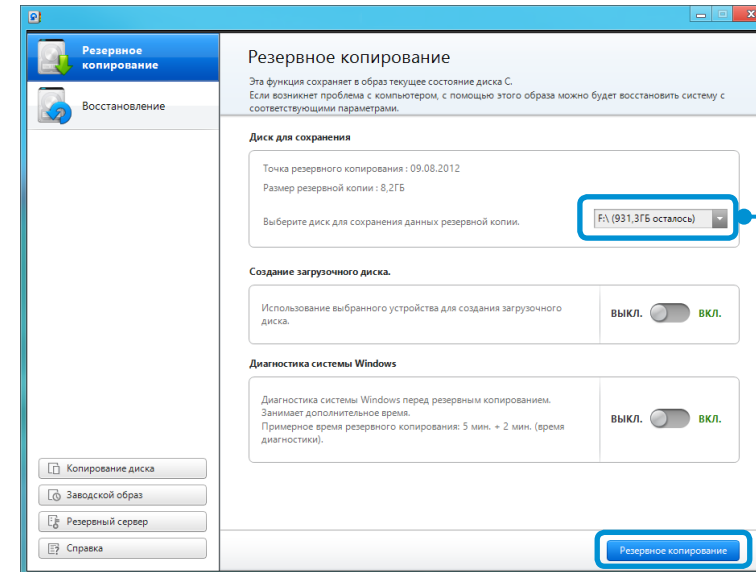 Резервное
копирование
Восстановление
Копирование диска
Заводской образ
Резервный сервер
Справка
Резервное копирование
Эта функция сохраняет в образ текущее состояние диска C.
Если возникнет проблема с компьютером, с помощью этого образа можно будет восстановить систему с
соответствующими параметрами.
Диск для сохранения
Точка резервного копирования : 09.08.2012
Размер резервной копии : 8,2ГБ
Выберите диск для сохранения данных резервной копии.
F:\ (931,3ГБ осталось)
Создание загрузочного диска.
Использование выбранного устройства для создания загрузочного
диска.
ВЫКЛ. ВКЛ.
Диагностика системы Windows
Диагностика системы Windows перед резервным копированием.
Занимает дополнительное время.
Примерное время резервного копирования: 5 мин. + 2 мин. (время
диагностики).
ВЫКЛ. ВКЛ.
Резервное копирование